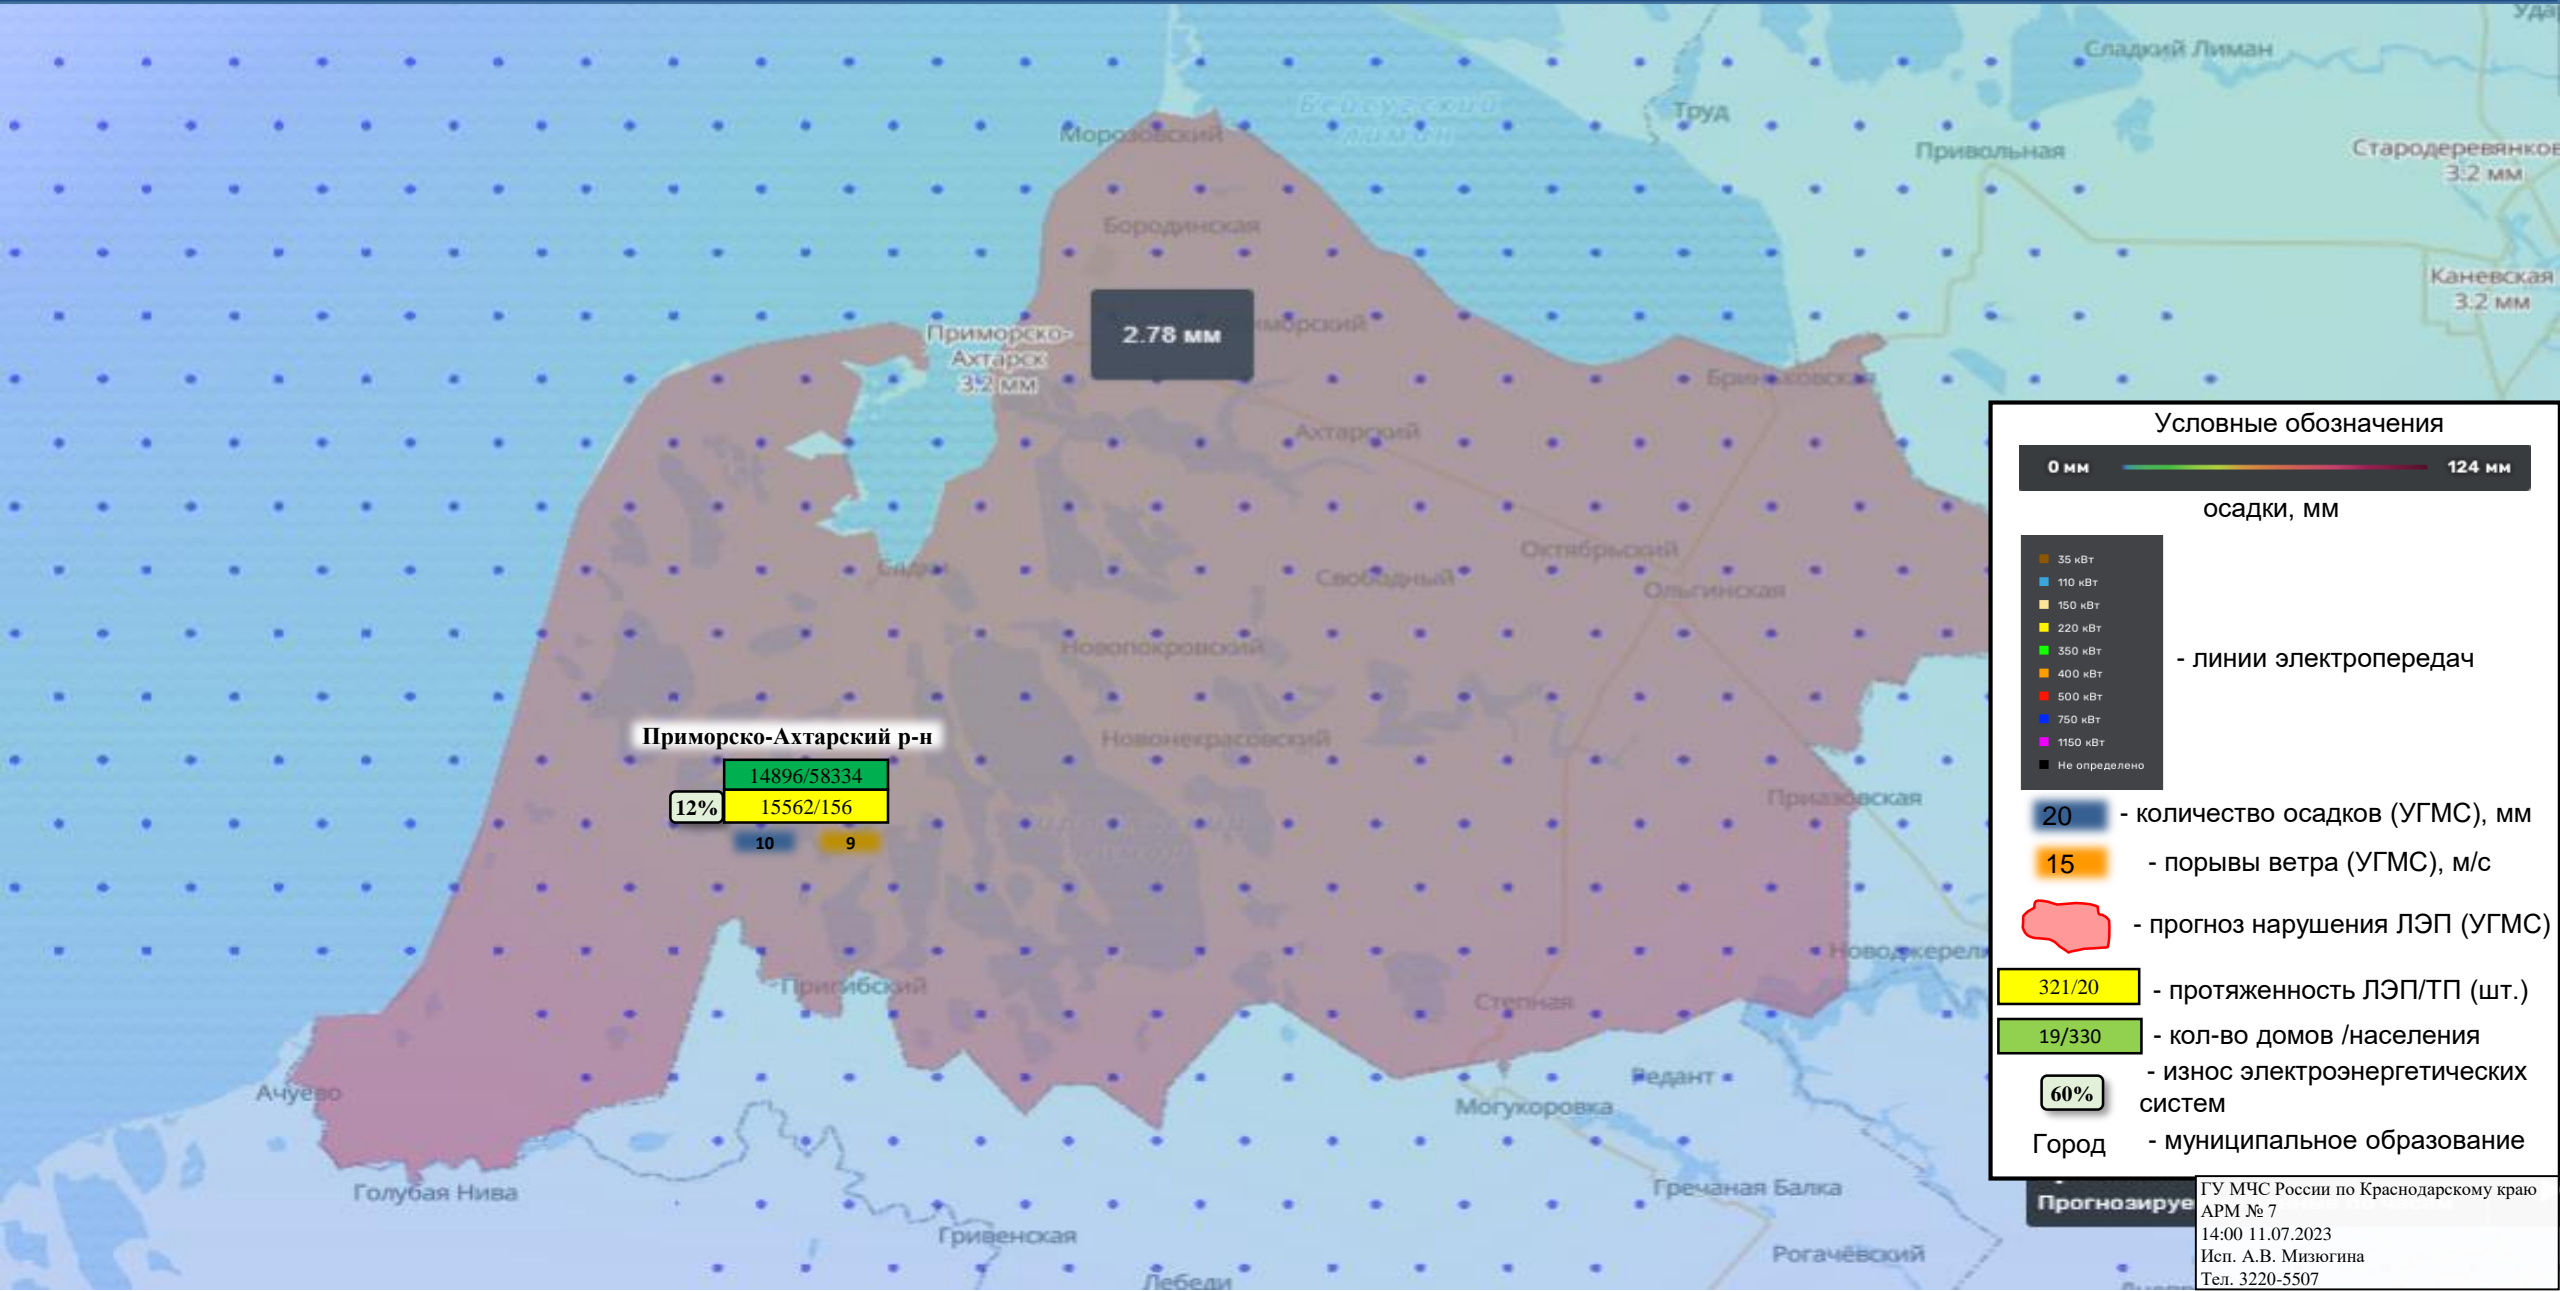 Сладкий Лиман
Бейсугский
лиман
Труд
Морозовский
Привольная
3.2 мм
Бородинская
Каневская
3.2 мм
Приморско-
Ахтарск
3.2 мм
2.78 мм
Бриньковская
Ахтарский
Октябрьский
Свободный
Ольгинская
Садки
Новопокровский
Новонекрасовский
Приморско-Ахтарский р-н
14896/58334
12%
15562/156
10
9
Приазовская
Пригибский
Степная
Ачуево
Редант
Могукоровка
Голубая Нива
Гречаная Балка
Гривенская
Рогачёвский
Лебеди
Условные обозначения
0 мм
124 мм
осадки, мм
35 кВт
110 кВт
150 кВт
220 кВт
350 кВт
400 кВт
500 кВт
750 кВт
1150 кВт
Не определено
- линии электропередач
20 - количество осадков (УГМС), мм
15 - порывы ветра (УГМС), м/с
- прогноз нарушения ЛЭП (УГМС)
321/20 - протяженность ЛЭП/ТП (шт.)
19/330 - кол-во домов /населения
60% - износ электроэнергетических
систем
Город - муниципальное образование
Прогнозируе
ГУ МЧС России по Краснодарскому краю
АРМ № 7
14:00 11.07.2023
Исп. А.В. Мизюгина
Тел. 3220-5507